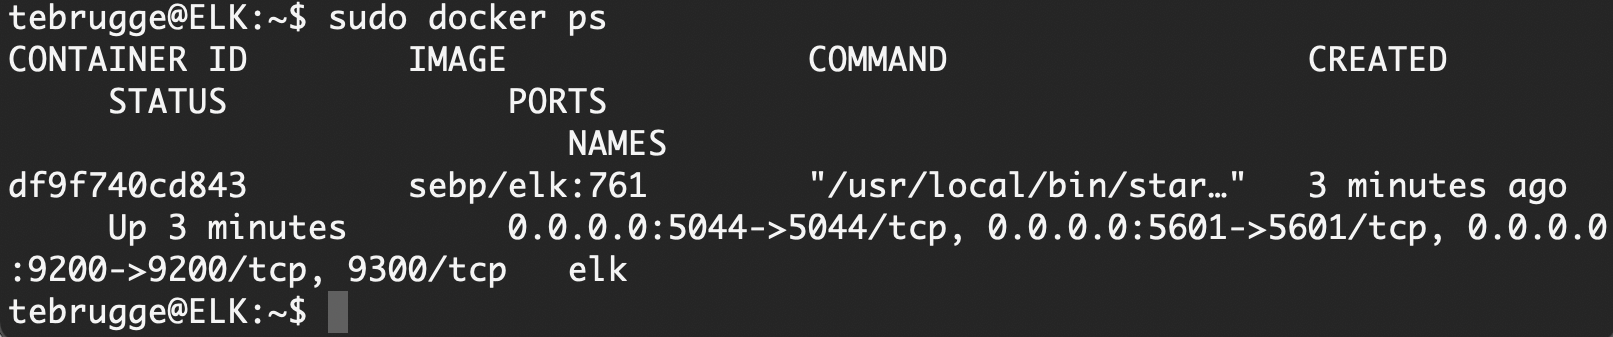 tebrugge@ELK:~$ sudo docker ps
CONTAINER ID        IMAGE               COMMAND                  CREATED
     STATUS              PORTS
                            NAMES
df9f740cd843        sebp/elk:761        "/usr/local/bin/star…"   3 minutes ago
     Up 3 minutes        0.0.0.0:5044->5044/tcp, 0.0.0.0:5601->5601/tcp, 0.0.0.0
:9200->9200/tcp, 9300/tcp   elk
tebrugge@ELK:~$